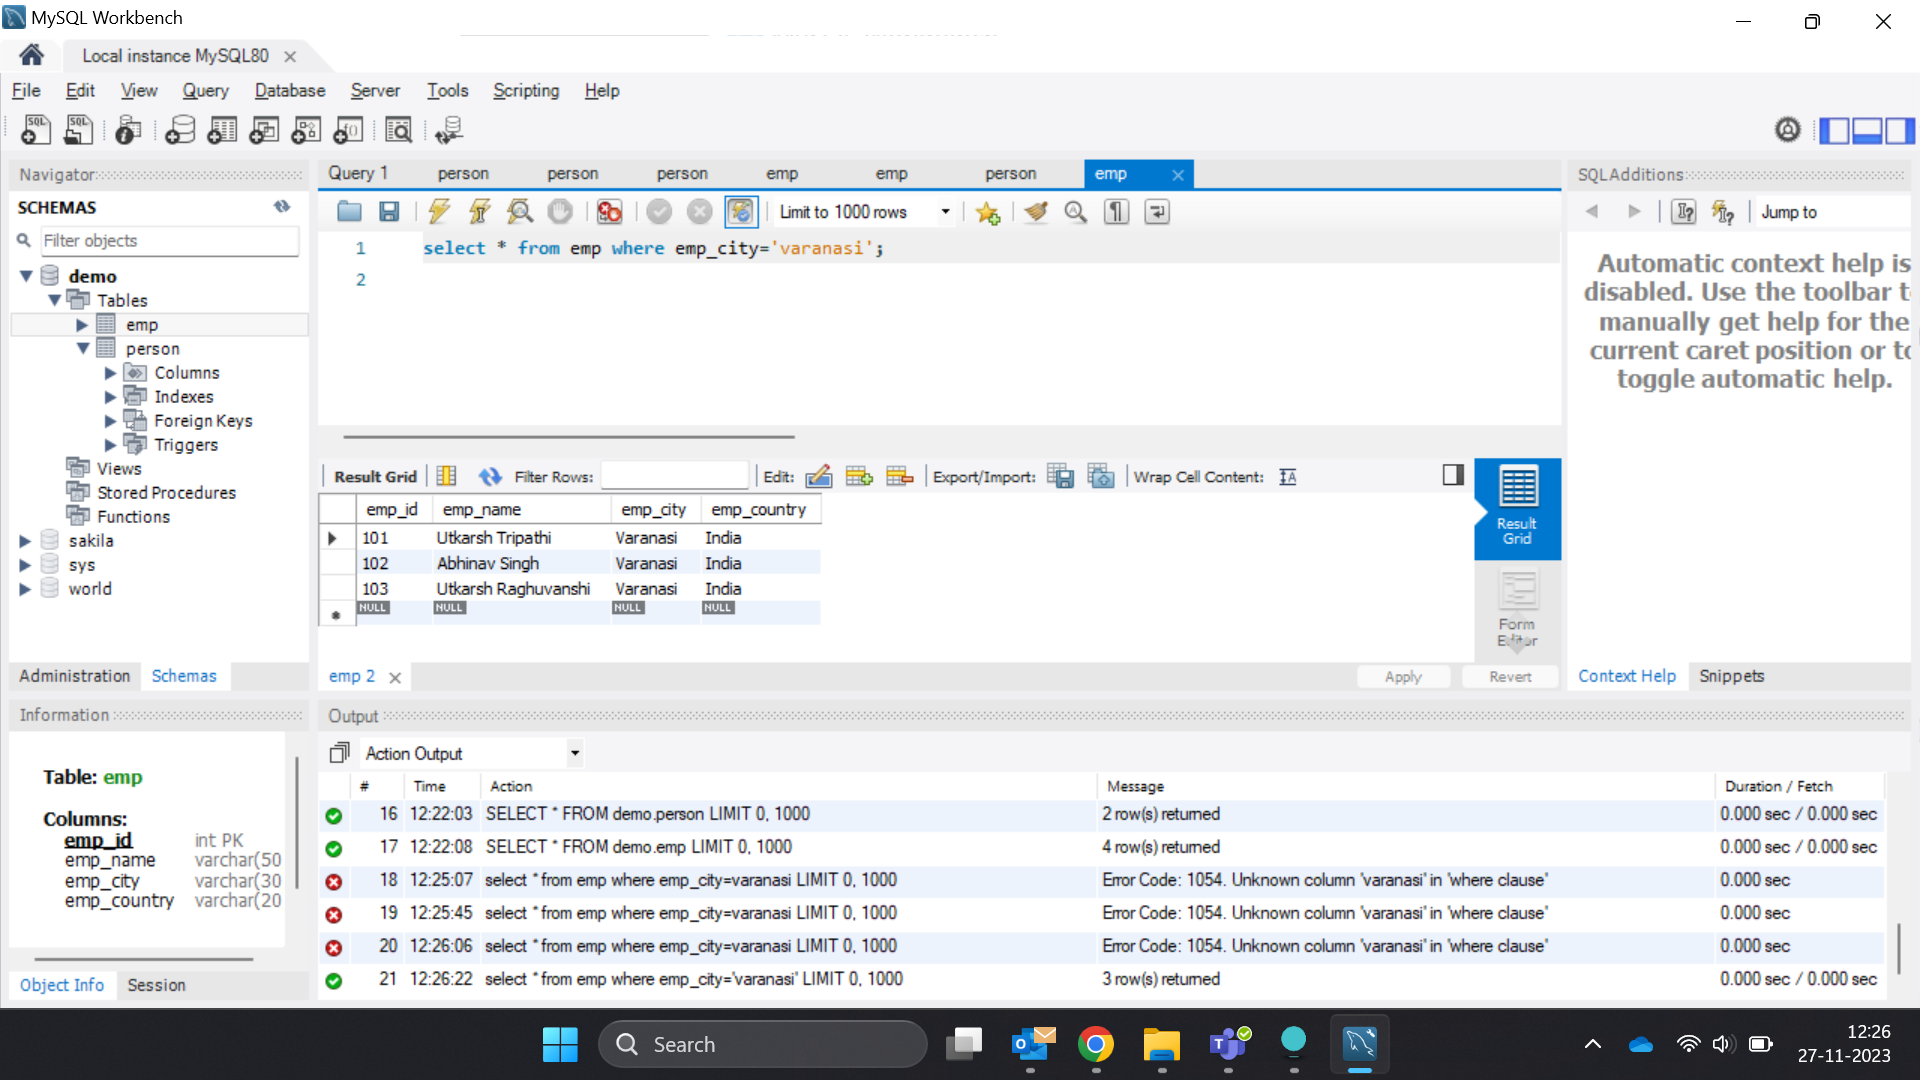 MySQL Workbench
Local instance MySQL80
File Edit View Query Database Server Tools Scripting Help
Navigator
SCHEMAS
Filter objects
demo
Tables
emp
person
Columns
Indexes
Foreign Keys
Triggers
Views
Stored Procedures
Functions
sakila
sys
world
Administration Schemas
Query 1 person person person emp emp person emp
Limit to 1000 rows
1 select * from emp where emp_city='varanasi';
2
Result Grid Filter Rows: Edit: Export/Import: Wrap Cell Content:
emp_id emp_name emp_city emp_country
101 Utkarsh Tripathi Varanasi India
102 Abhinav Singh Varanasi India
103 Utkarsh Raghuvanshi Varanasi India
NULL NULL NULL NULL
Result
Grid
Form
Editor
emp 2
Apply Revert
SQLAdditions
Jump to
Automatic context help is
disabled. Use the toolbar t
manually get help for the
current caret position or to
toggle automatic help.
Context Help Snippets
Information
Table: emp
Columns:
emp_id int PK
emp_name varchar(50
emp_city varchar(30
emp_country varchar(20
Object Info Session
Output
Action Output
# Time Action Message Duration / Fetch
16 12:22:03 SELECT * FROM demo.person LIMIT 0, 1000 2 row(s) returned 0.000 sec / 0.000 sec
17 12:22:08 SELECT * FROM demo.emp LIMIT 0, 1000 4 row(s) returned 0.000 sec / 0.000 sec
18 12:25:07 select * from emp where emp_city=varanasi LIMIT 0, 1000 Error Code: 1054. Unknown column 'varanasi' in 'where clause' 0.000 sec
19 12:25:45 select * from emp where emp_city=varanasi LIMIT 0, 1000 Error Code: 1054. Unknown column 'varanasi' in 'where clause' 0.000 sec
20 12:26:06 select * from emp where emp_city=varanasi LIMIT 0, 1000 Error Code: 1054. Unknown column 'varanasi' in 'where clause' 0.000 sec
21 12:26:22 select * from emp where emp_city='varanasi' LIMIT 0, 1000 3 row(s) returned 0.000 sec / 0.000 sec
Search
12:26
27-11-2023